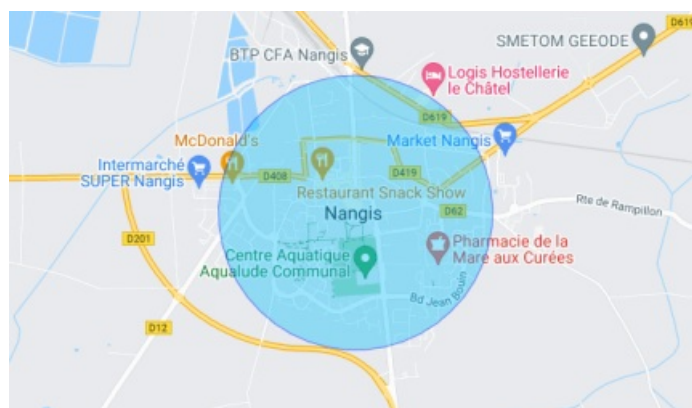 D619
SMETOM GEEODE
BTP CFA Nangis
Logis Hostellerie
le Châtel
D619
McDonald's
Market Nangis
Intermarché
SUPER Nangis
D408
D419
Restaurant Snack Show
Nangis
D62
Rte de Rampillon
D201
Centre Aquatique
Aqualude Communal
Pharmacie de la
Mare aux Curées
Bd Jean Bouin
D12